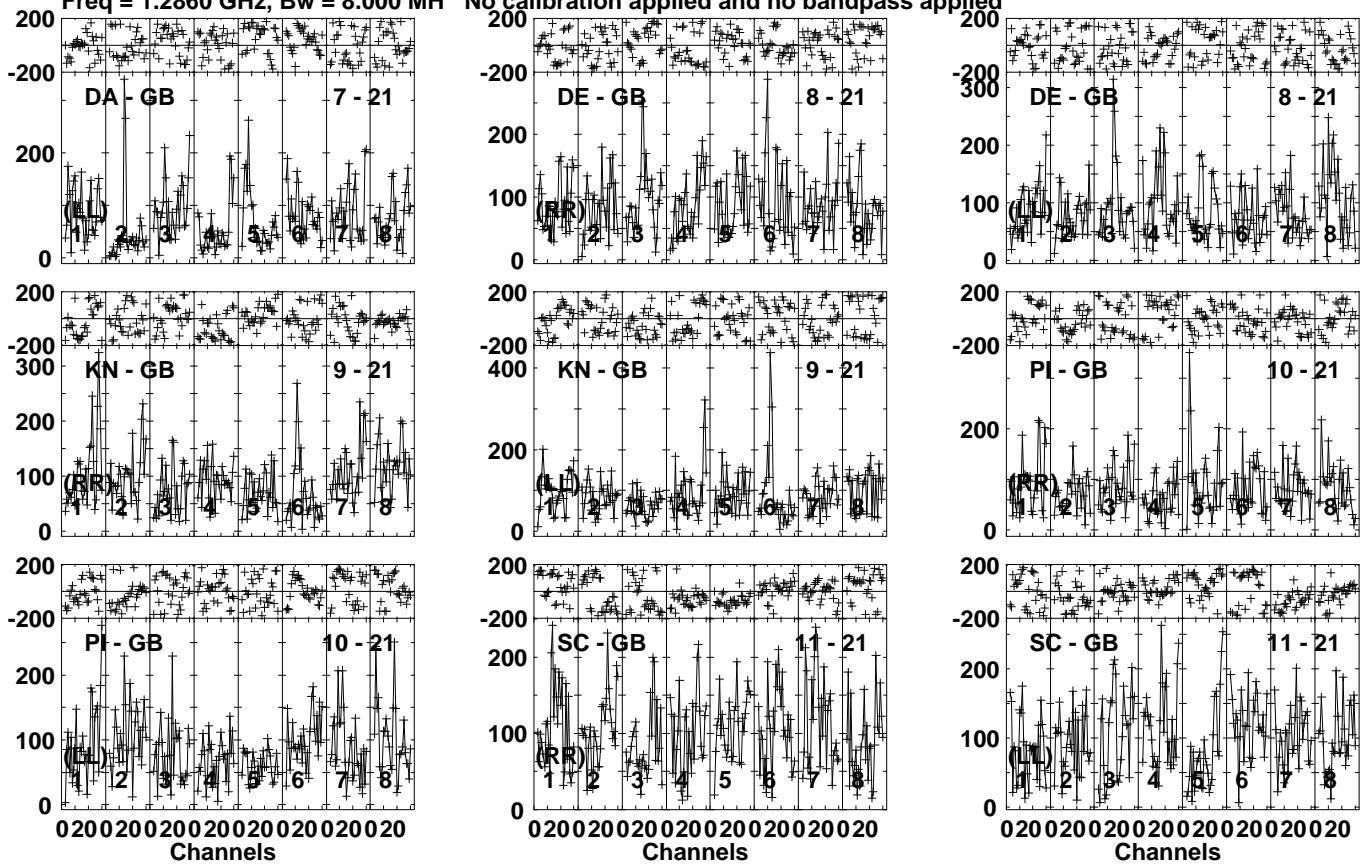 Freq = 1.2860 GHz, Bw = 8.000 MH No calibration applied and no bandpass applied
200
-200
DA - GB 7 - 21
200
(LL)
1 2 3 4 5 6 7 8
0
200
-200
DE - GB 8 - 21
200
100
(RR)
1 2 3 4 5 6 7 8
0
200
-200
300
DE - GB 8 - 21
200
100
(LL)
1 2 3 4 5 6 7 8
0
200
-200
300
KN - GB 9 - 21
200
100
(RR)
1 2 3 4 5 6 7 8
0
200
-200
400
KN - GB 9 - 21
200
(LL)
1 2 3 4 5 6 7 8
0
200
-200
PI - GB 10 - 21
200
(RR)
1 2 3 4 5 6 7 8
0
200
-200
PI - GB 10 - 21
200
100
(LL)
1 2 3 4 5 6 7 8
0
0 20 0 20 0 20 0 20 0 20 0 20 0 20 0 20
Channels
200
-200
SC - GB 11 - 21
200
100
(RR)
1 2 3 4 5 6 7 8
0
0 20 0 20 0 20 0 20 0 20 0 20 0 20 0 20
Channels
200
-200
SC - GB 11 - 21
200
100
(LL)
1 2 3 4 5 6 7 8
0
0 20 0 20 0 20 0 20 0 20 0 20 0 20 0 20
Channels